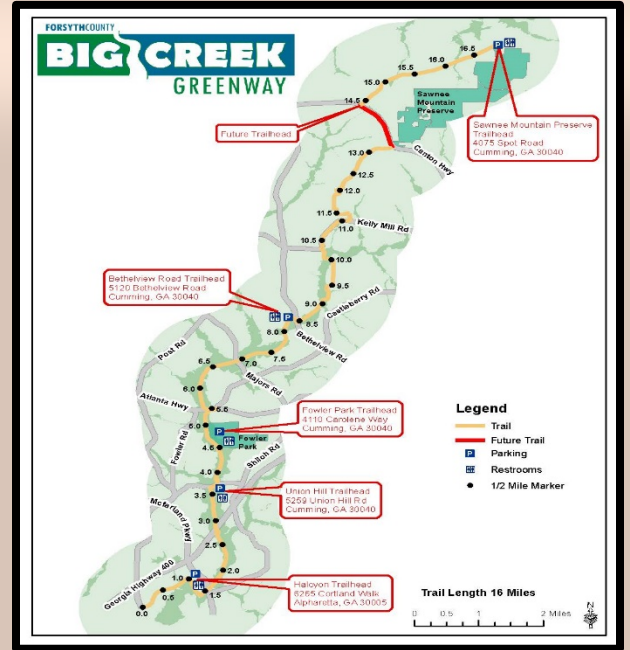 FORSYTHCOUNTY
BIG CREEK
GREENWAY
16.5
16.0
15.5
15.0
14.5
Sawnee
Mountain
Preserve
Future Trailhead
Sawnee Mountain Preserve
Trailhead
4075 Spot Road
Cumming, GA 30040
13.0
Canton Hwy
12.5
12.0
11.5
11.0
Kelly Mill Rd
10.5
10.0
9.5
Bethelview Road Trailhead
5120 Bethelview Road
Cumming, GA 30040
9.0
Castleberry Rd
8.5
8.0
Bethelview Rd
7.5
7.0
6.5
Post Rd
Majors Rd
6.0
Atlanta Hwy
5.5
5.0
Fowler Rd
Fowler Park Trailhead
4110 Carolene Way
Cumming, GA 30040
4.5
Fowler
Park
Shiloh Rd
4.0
3.5
Union Hill Trailhead
5259 Union Hill Rd
Cumming, GA 30040
Mcfarland Pkwy
3.0
2.5
2.0
Georgia Highway 400
1.0
1.5
0.5
0.0
Halcyon Trailhead
6265 Cortland Walk
Alpharetta, GA 30005
Legend
Trail
Future Trail
P Parking
Restrooms
1/2 Mile Marker
Trail Length 16 Miles
0 0.5 1 2 Miles
N